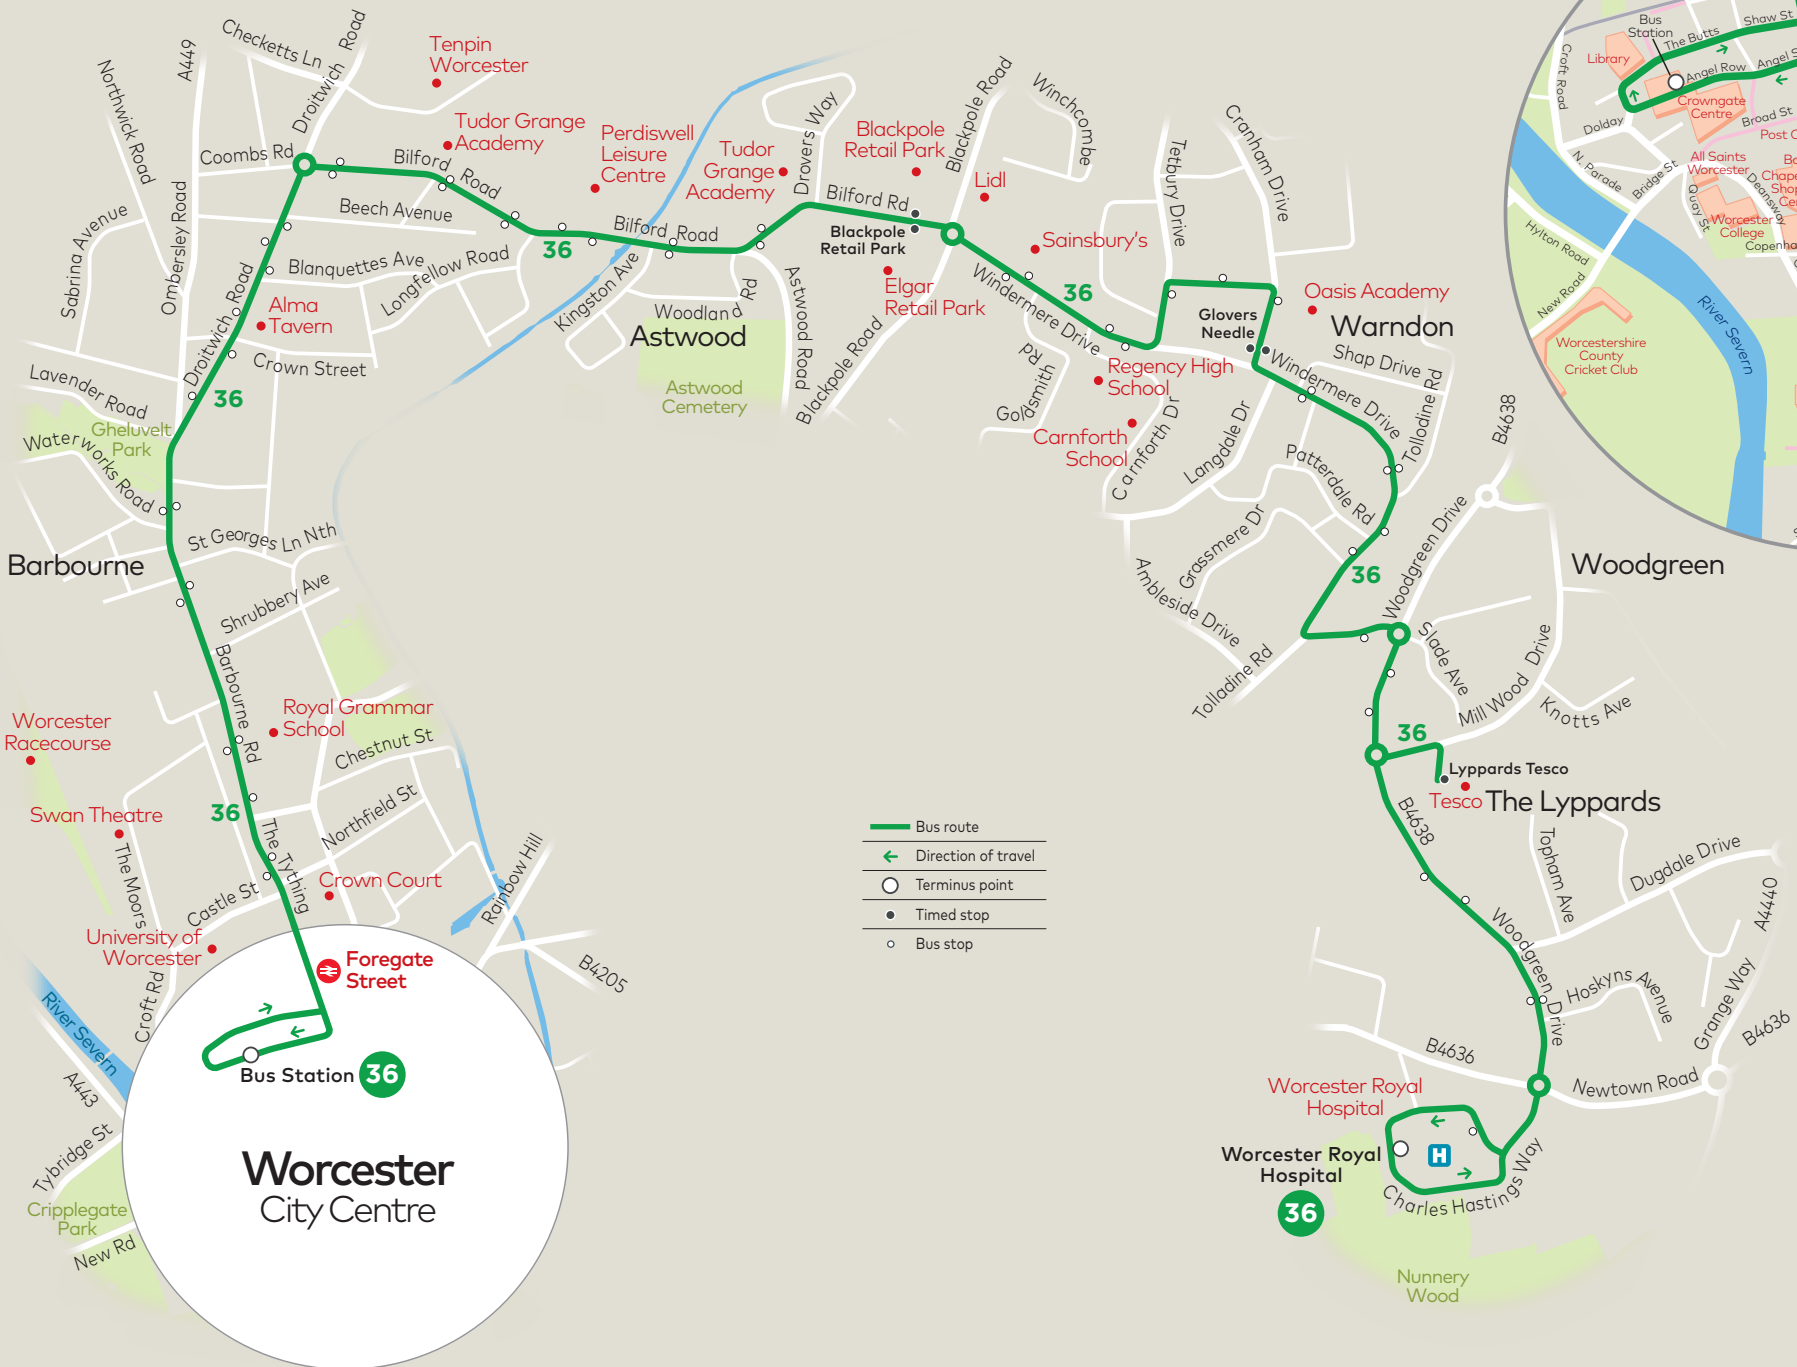 Checketts Ln
Droitwich Road
A449
Northwick Road
Tenpin
Worcester
Tudor Grange
Academy
Coombs Rd
Bilford Road
Perdiswell
Leisure
Centre
Tudor
Grange
Academy
Drovers Way
Blackpole
Retail Park
Blackpole Road
Winchcombe
Lidl
Bilford Rd
Blackpole
Retail Park
Tetbury Drive
Cranham Drive
Beech Avenue
Ombersley Road
Sabrina Avenue
Blanquettes Ave
Longfellow Road
36
Bilford Road
Kingston Ave
Woodland Rd
Astwood
Astwood Road
Astwood
Cemetery
Blackpole Road
Elgar
Retail Park
Sainsbury's
36
Windermere Drive
Glovers
Needle
Oasis Academy
Warndon
Shap Drive
Windermere Drive
Tollodine Rd
Regency High
School
Goldsmith Rd
Carnforth
School
Carnforth Dr
Langdale Dr
Patterdale Rd
Grassmere Dr
Ambleside Drive
Tolladine Rd
36
B4638
Woodgreen Drive
Woodgreen
Slade Ave
Mill Wood Drive
Knotts Ave
36
Lyppards Tesco
Tesco
The Lyppards
B4638
Topham Ave
Dugdale Drive
A4440
Woodgreen Drive
Hoskyns Avenue
Grange Way
B4636
B4636
Newtown Road
Worcester Royal
Hospital
Worcester Royal
Hospital
36
H
Charles Hastings Way
Nunnery
Wood
Alma
Tavern
Droitwich Road
Crown Street
36
Lavender Road
Gheluvelt
Park
Waterworks Road
St Georges Ln Nth
Barbourne
Shrubbery Ave
Barbourne Rd
Royal Grammar
School
Chestnut St
Worcester
Racecourse
Swan Theatre
36
Northfield St
The Moors
The Tything
Castle St
Crown Court
Rainbow Hill
B4205
University of
Worcester
Croft Rd
Foregate
Street
River Severn
A443
Bus Station 36
Tybridge St
Worcester
City Centre
Cripplegate
Park
New Rd
Bus route
Direction of travel
Terminus point
Timed stop
Bus stop
Bus
Station
The Butts
Shaw St
Library
Angel Row
Angel S
Croft Road
Crowngate
Centre
Broad St
Dolday
Post
All Saints
Worcester
N. Parade
Bridge St
Quay St
Deansway
Worcester
College
Copenha
Hylton Road
New Road
River Severn
Worcestershire
County
Cricket Club